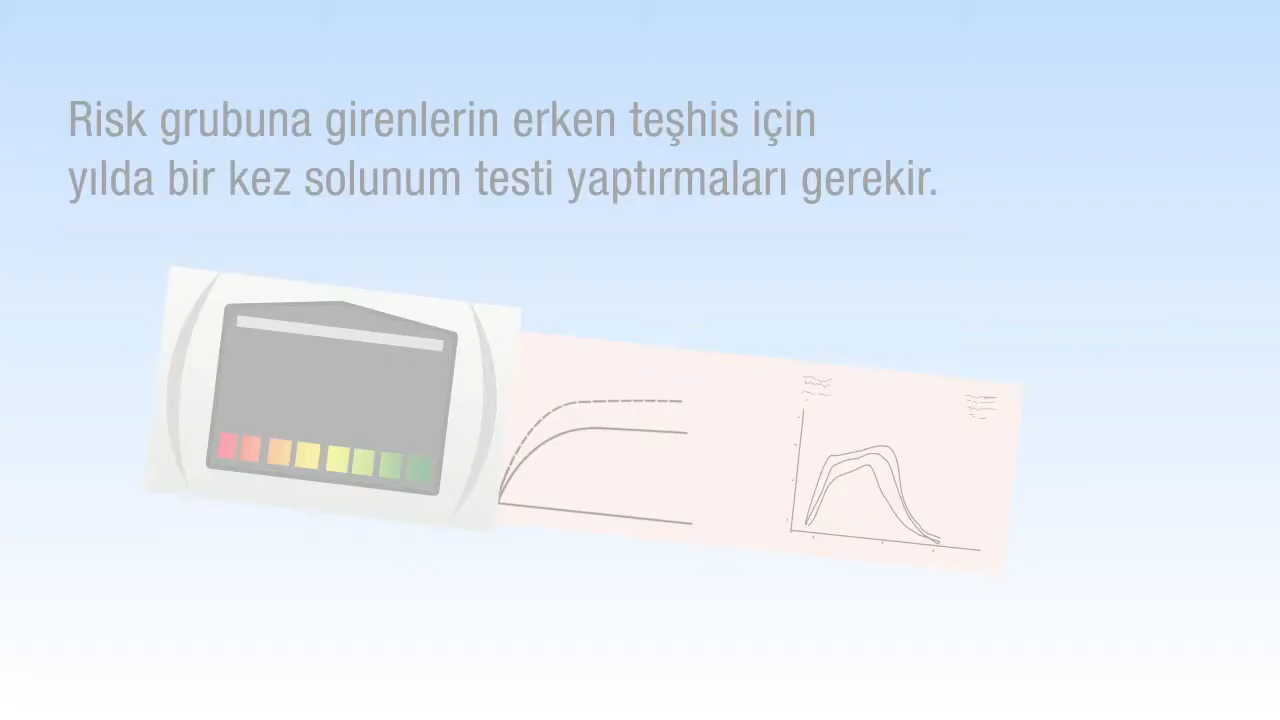 Risk grubuna girenlerin erken teşhis için
yılda bir kez solunum testi yaptırmaları gerekir.